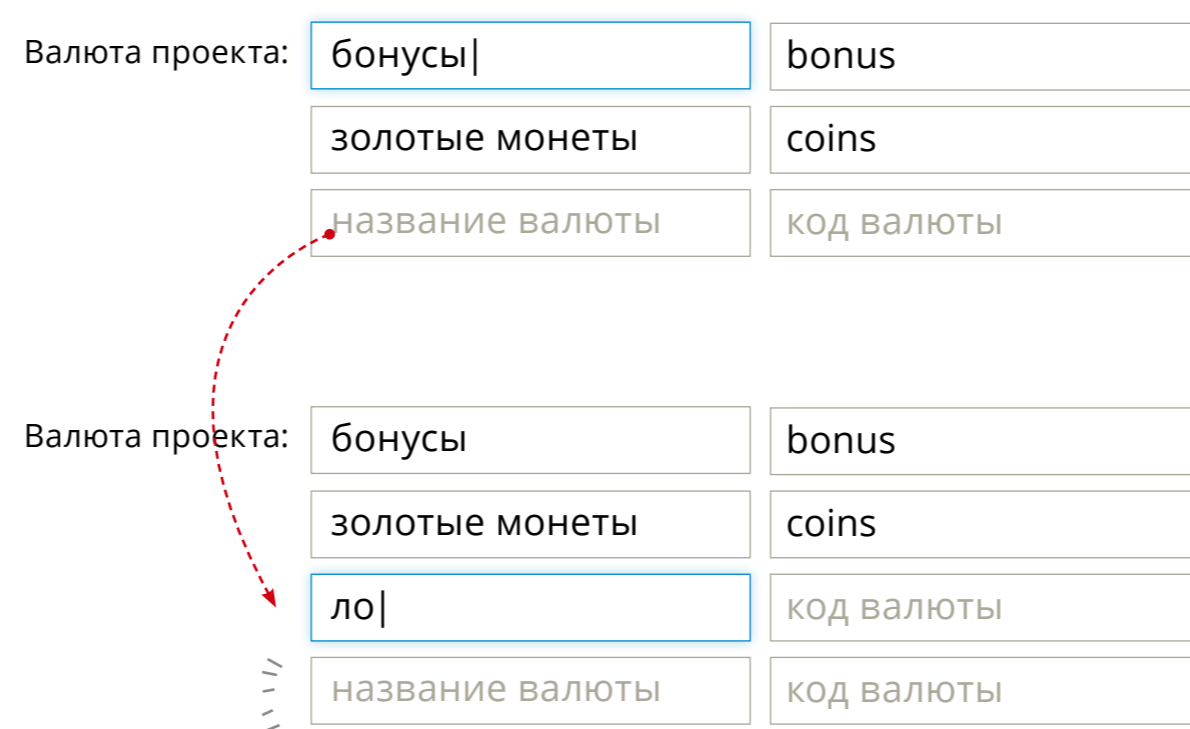 Валюта проекта: бонусы bonus
золотые монеты coins
название валюты код валюты
Валюта проекта: бонусы bonus
золотые монеты coins
ло код валюты
название валюты код валюты